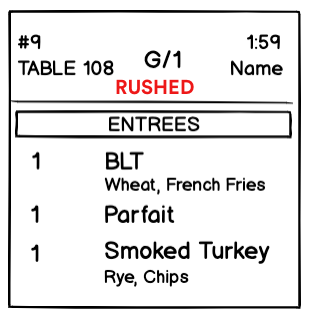 #9 1:59
G/1
TABLE 108 Name
RUSHED
ENTREES
1 BLT
Wheat, French Fries
1 Parfait
1 Smoked Turkey
Rye, Chips